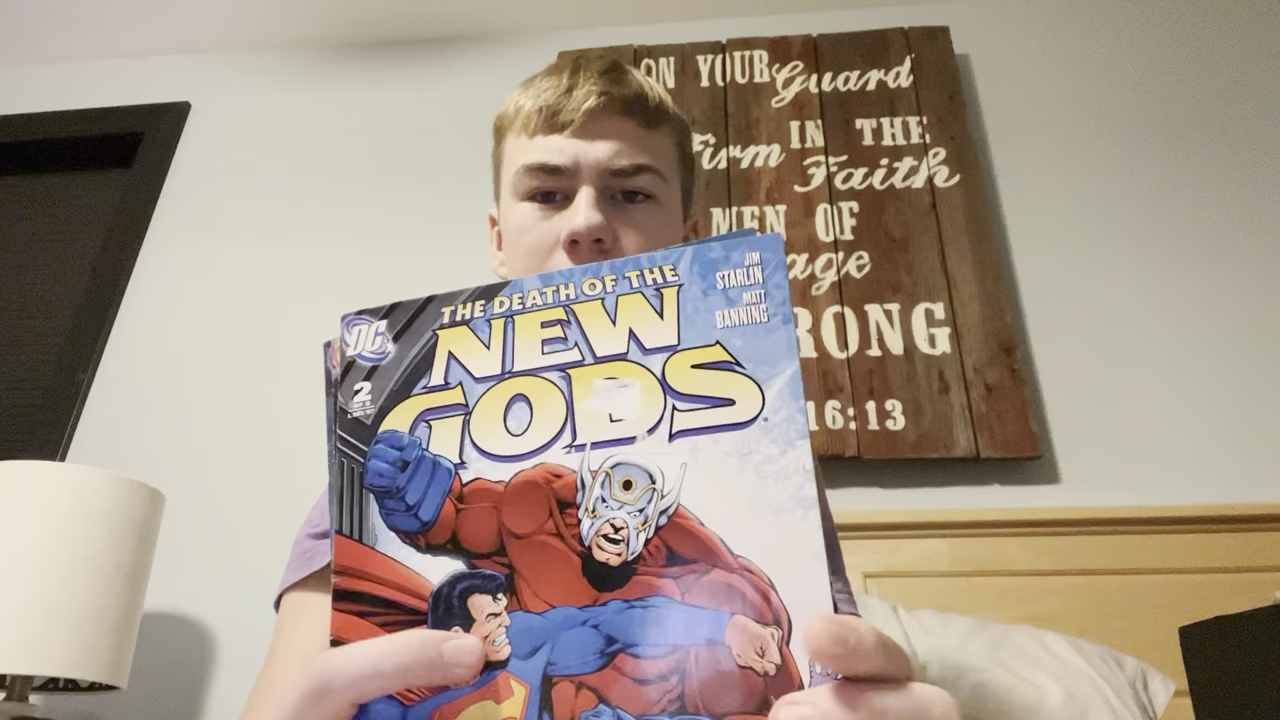 ON YOUR Guard
Firm IN THE
Faith
MEN OF
age
RONG
16:13
THE DEATH OF THE
NEW
GODS
JIM
STARLIN
MATT
BANNING
DC
2